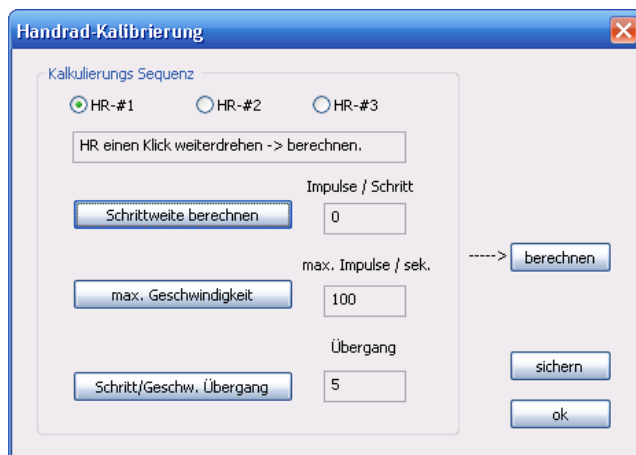 Handrad-Kalibrierung
Kalkulierungs Sequenz
HR-#1 HR-#2 HR-#3
HR einen Klick weiterdrehen -> berechnen.
Impulse / Schritt
Schrittweite berechnen 0
max. Impulse / sek.
-----> berechnen
max. Geschwindigkeit 100
Übergang
sichern
Schritt/Geschw. Übergang 5
ok